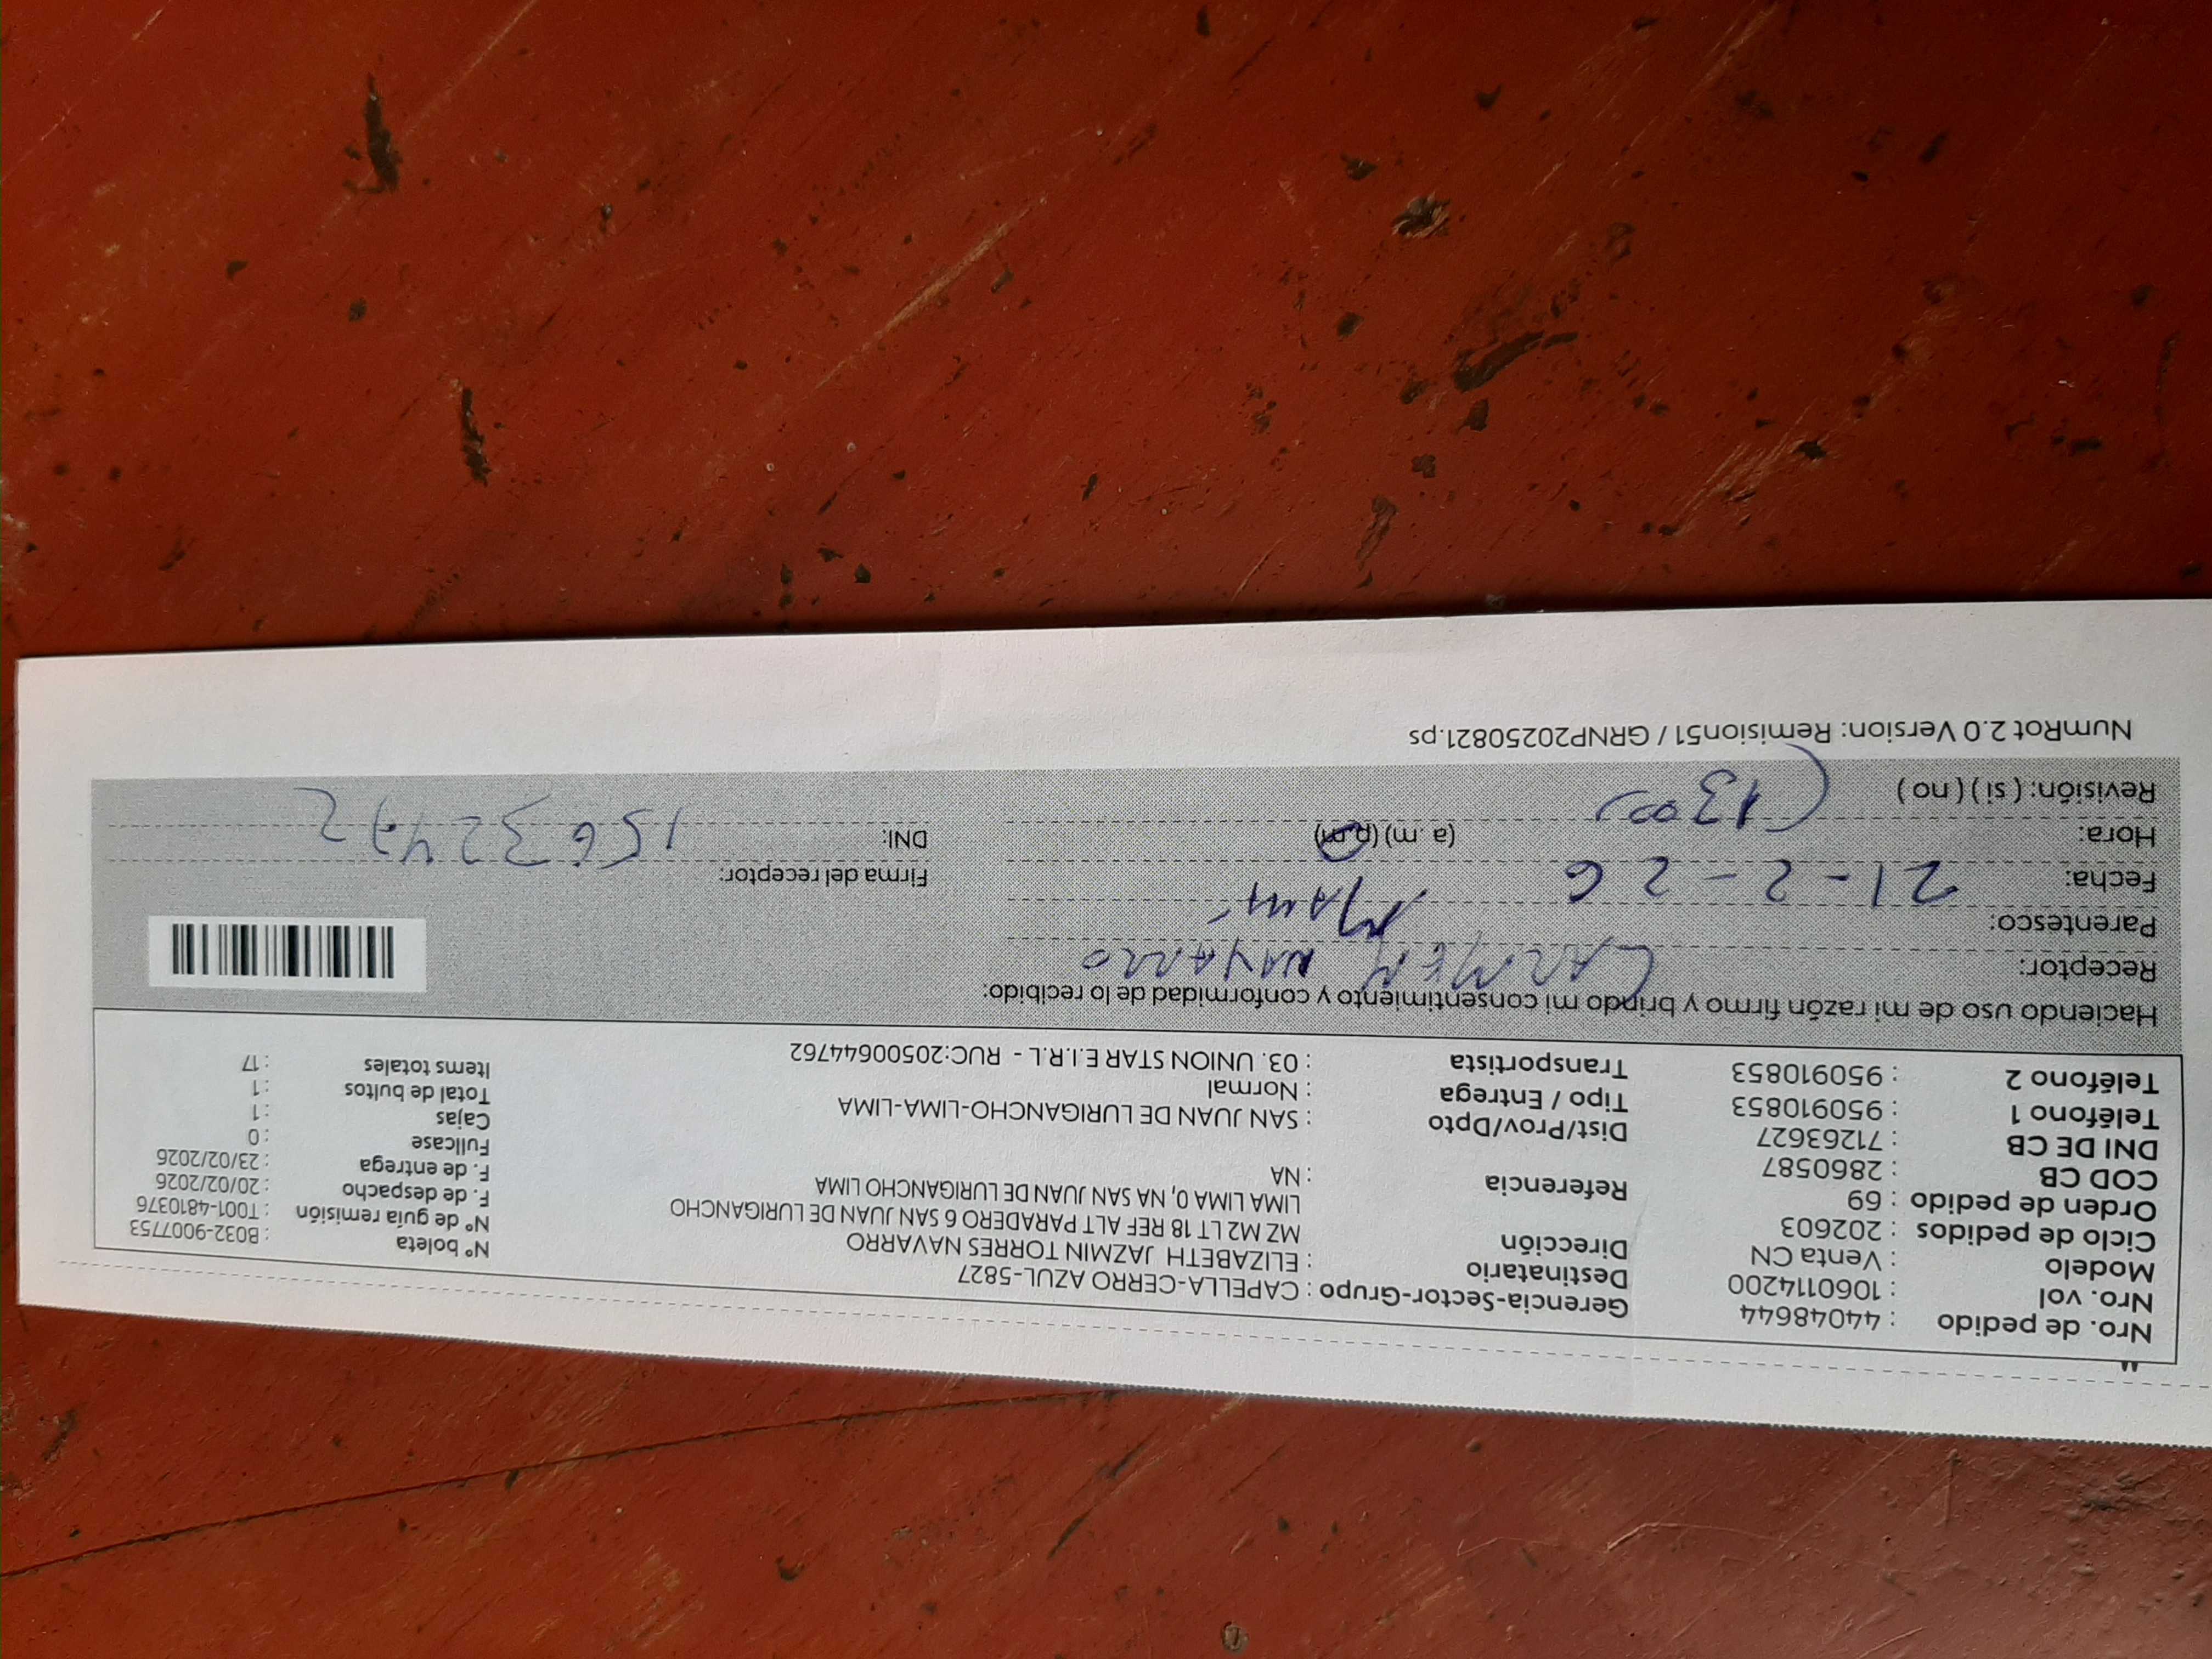 "
Nro. de pedido : 44048644
Nro. vol : 1060114200
Modelo : Venta CN
Ciclo de pedidos : 202603
Orden de pedido : 69
COD CB : 2860587
DNI DE CB : 71263627
Teléfono 1 : 950910853
Teléfono 2 : 950910853
Gerencia-Sector-Grupo : CAPELLA-CERRO AZUL-5827
Destinatario : ELIZABETH JAZMIN TORRES NAVARRO
Dirección MZ M2 LT 18 REF ALT PARADERO 6 SAN JUAN DE LURIGANCHO
LIMA LIMA 0, NA SAN JUAN DE LURIGANCHO LIMA
Referencia : NA
Dist/Prov/Dpto : SAN JUAN DE LURIGANCHO-LIMA-LIMA
Tipo / Entrega : Normal
Transportista : 03. UNION STAR E.I.R.L - RUC:20500644762
N° boleta : B032-9007753
N° de guía remisión : T001-4810376
F. de despacho : 20/02/2026
F. de entrega : 23/02/2026
Fullcase : 0
Cajas : 1
Total de bultos : 1
Items totales : 17
Haciendo uso de mi razón firmo y brindo mi consentimiento y conformidad de lo recibido:
Receptor: CARMEN NAVARRO
Parentesco: MAMÁ
Fecha: 21-2-26
Hora: 1300 (a .m) (p.m)
Revisión: ( si ) ( no )
Firma del receptor:
DNI: 15632472
NumRot 2.0 Version: Remision51 / GRNP20250821.ps